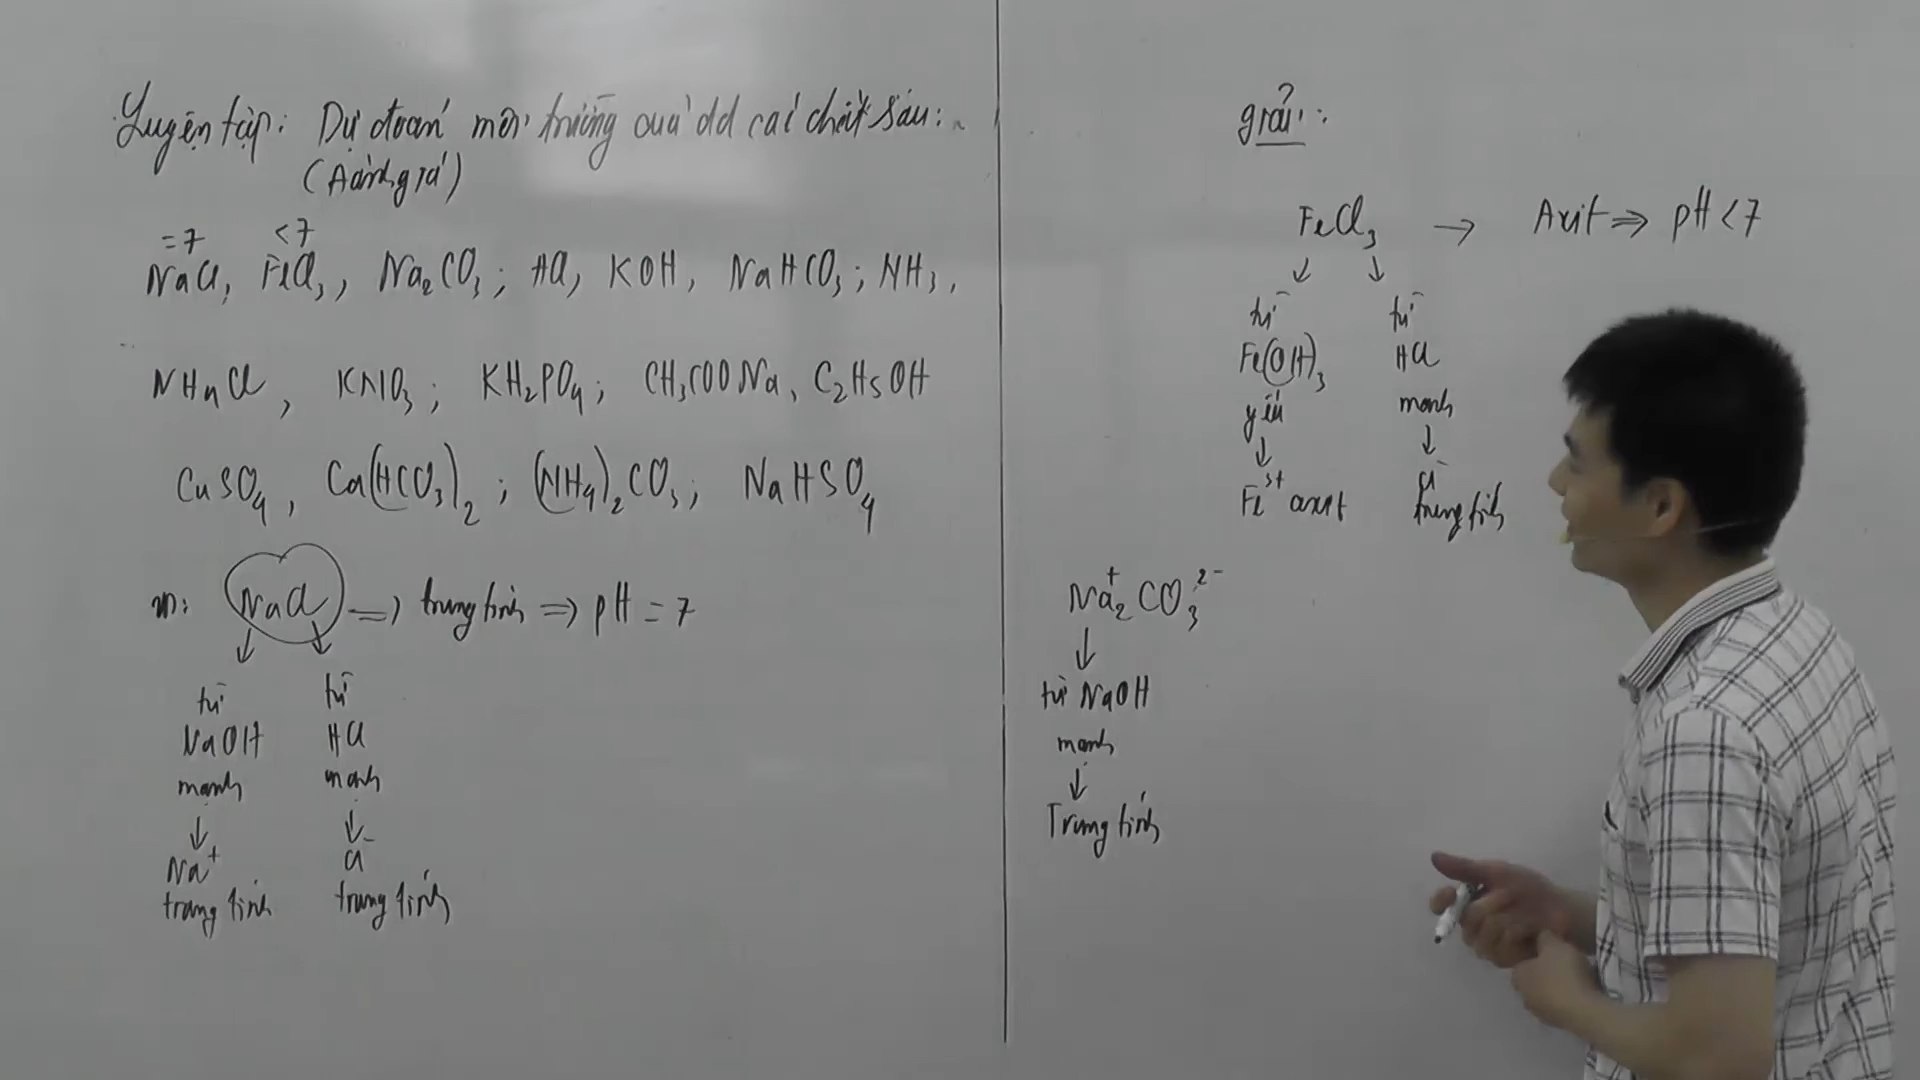 Luyện tập: Dự đoán môi trường của dd các chất sau:
(Đánh giá)
=7 <7
NaCl, FeCl₃, Na₂CO₃; HCl, KOH, NaHCO₃; NH₃,
NH₄Cl, KNO₃; KH₂PO₄; CH₃COONa, C₂H₅OH
CuSO₄, Ca(HCO₃)₂; (NH₄)₂CO₃; NaHSO₄
NaCl => trung tính => pH = 7
↓ ↓
từ từ
NaOH HCl
mạnh mạnh
↓ ↓
Na⁺ Cl⁻
trung tính trung tính
giải:
FeCl₃ → Axit => pH < 7
↓ ↓
từ từ
Fe(OH)₃ HCl
yếu mạnh
↓ ↓
Fe³⁺ axit Cl⁻
trung tính
Na₂⁺CO₃²⁻
↓
từ NaOH
mạnh
↓
Trung tính